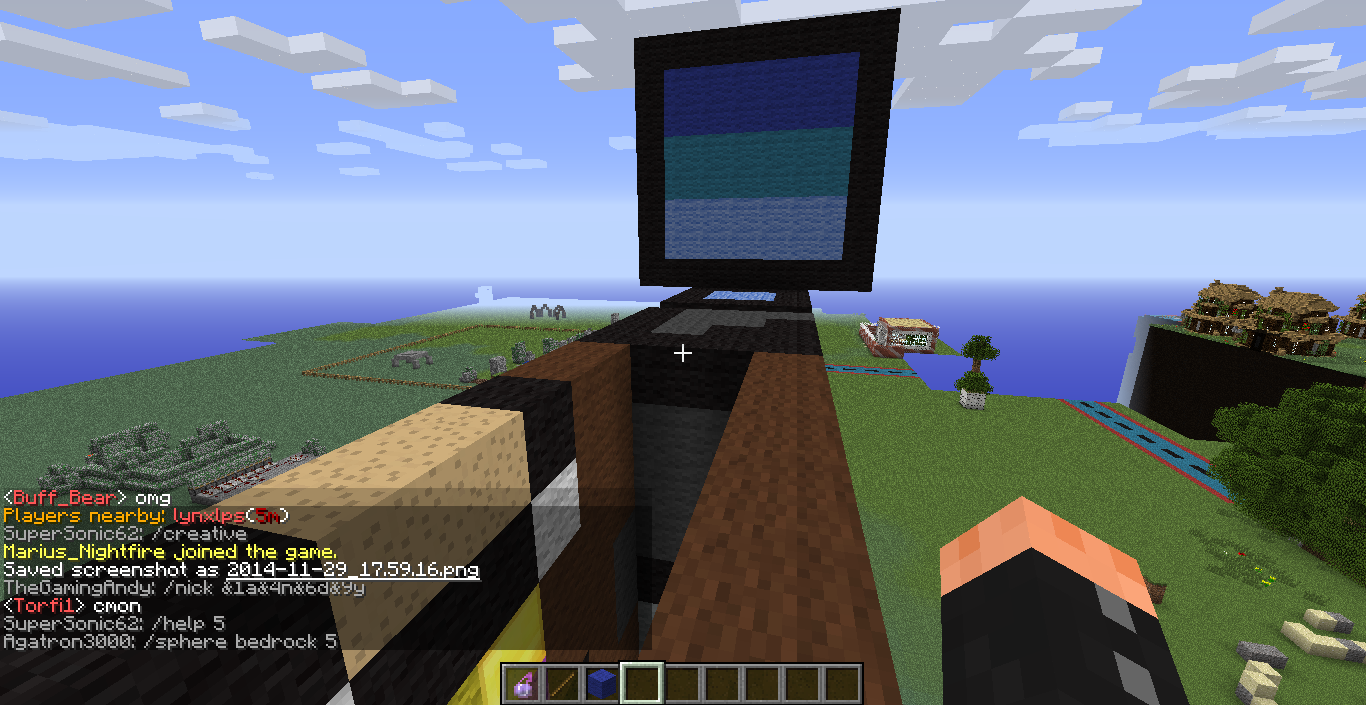 <Buff_Bear> omg
Players nearby: lynxlps(5m)
SuperSonic62: /creative
Marius_Nightfire joined the game.
Saved screenshot as 2014-11-29_17.59.16.png
TheGamingAndy: /nick &1a&4n&6d&9y
<Torfi1> cmon
SuperSonic62: /help 5
Agatron3000: /sphere bedrock 5